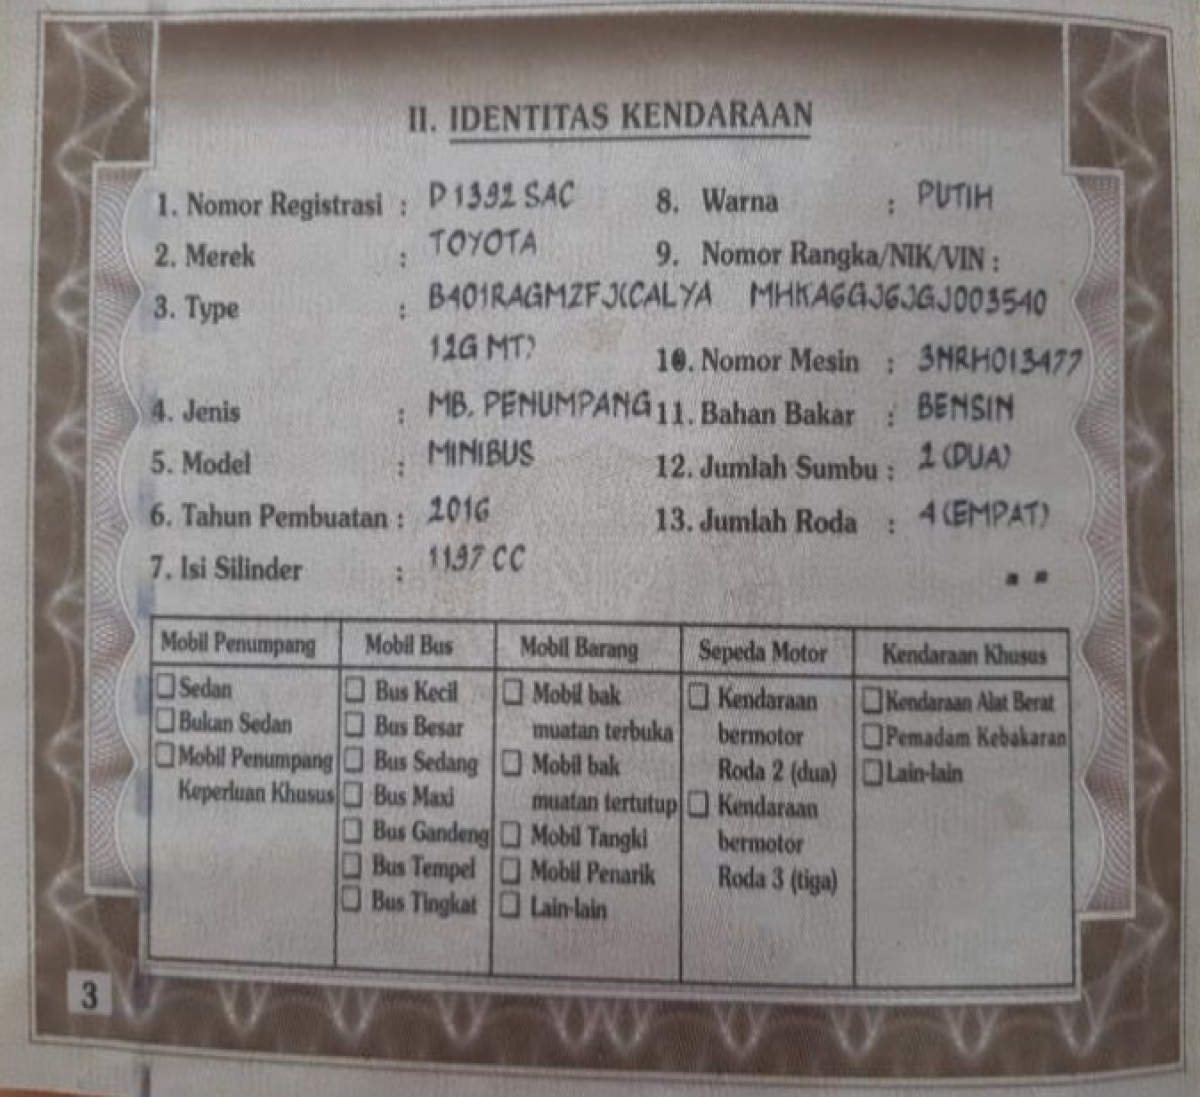 II. IDENTITAS KENDARAAN
1. Nomor Registrasi : D 1392 SAC
2. Merek : TOYOTA
3. Type : B401RAGMZFJ(CALYA
12G MT)
4. Jenis : MB. PENUMPANG
5. Model : MINIBUS
6. Tahun Pembuatan : 2016
7. Isi Silinder : 1197 CC
8. Warna : PUTIH
9. Nomor Rangka/NIK/VIN :
MHKA6GJ6JGJ003540
10. Nomor Mesin : 3NRH013477
11. Bahan Bakar : BENSIN
12. Jumlah Sumbu : 2 (DUA)
13. Jumlah Roda : 4 (EMPAT)
Mobil Penumpang
Sedan
Bukan Sedan
Mobil Penumpang
Keperluan Khusus
Mobil Bus
Bus Kecil
Bus Besar
Bus Sedang
Bus Maxi
Bus Gandeng
Bus Tempel
Bus Tingkat
Mobil Barang
Mobil bak
muatan terbuka
Mobil bak
muatan tertutup
Mobil Tangki
Mobil Penarik
Lain-lain
Sepeda Motor
Kendaraan
bermotor
Roda 2 (dua)
Kendaraan
bermotor
Roda 3 (tiga)
Kendaraan Khusus
Kendaraan Alat Berat
Pemadam Kebakaran
Lain-lain
3